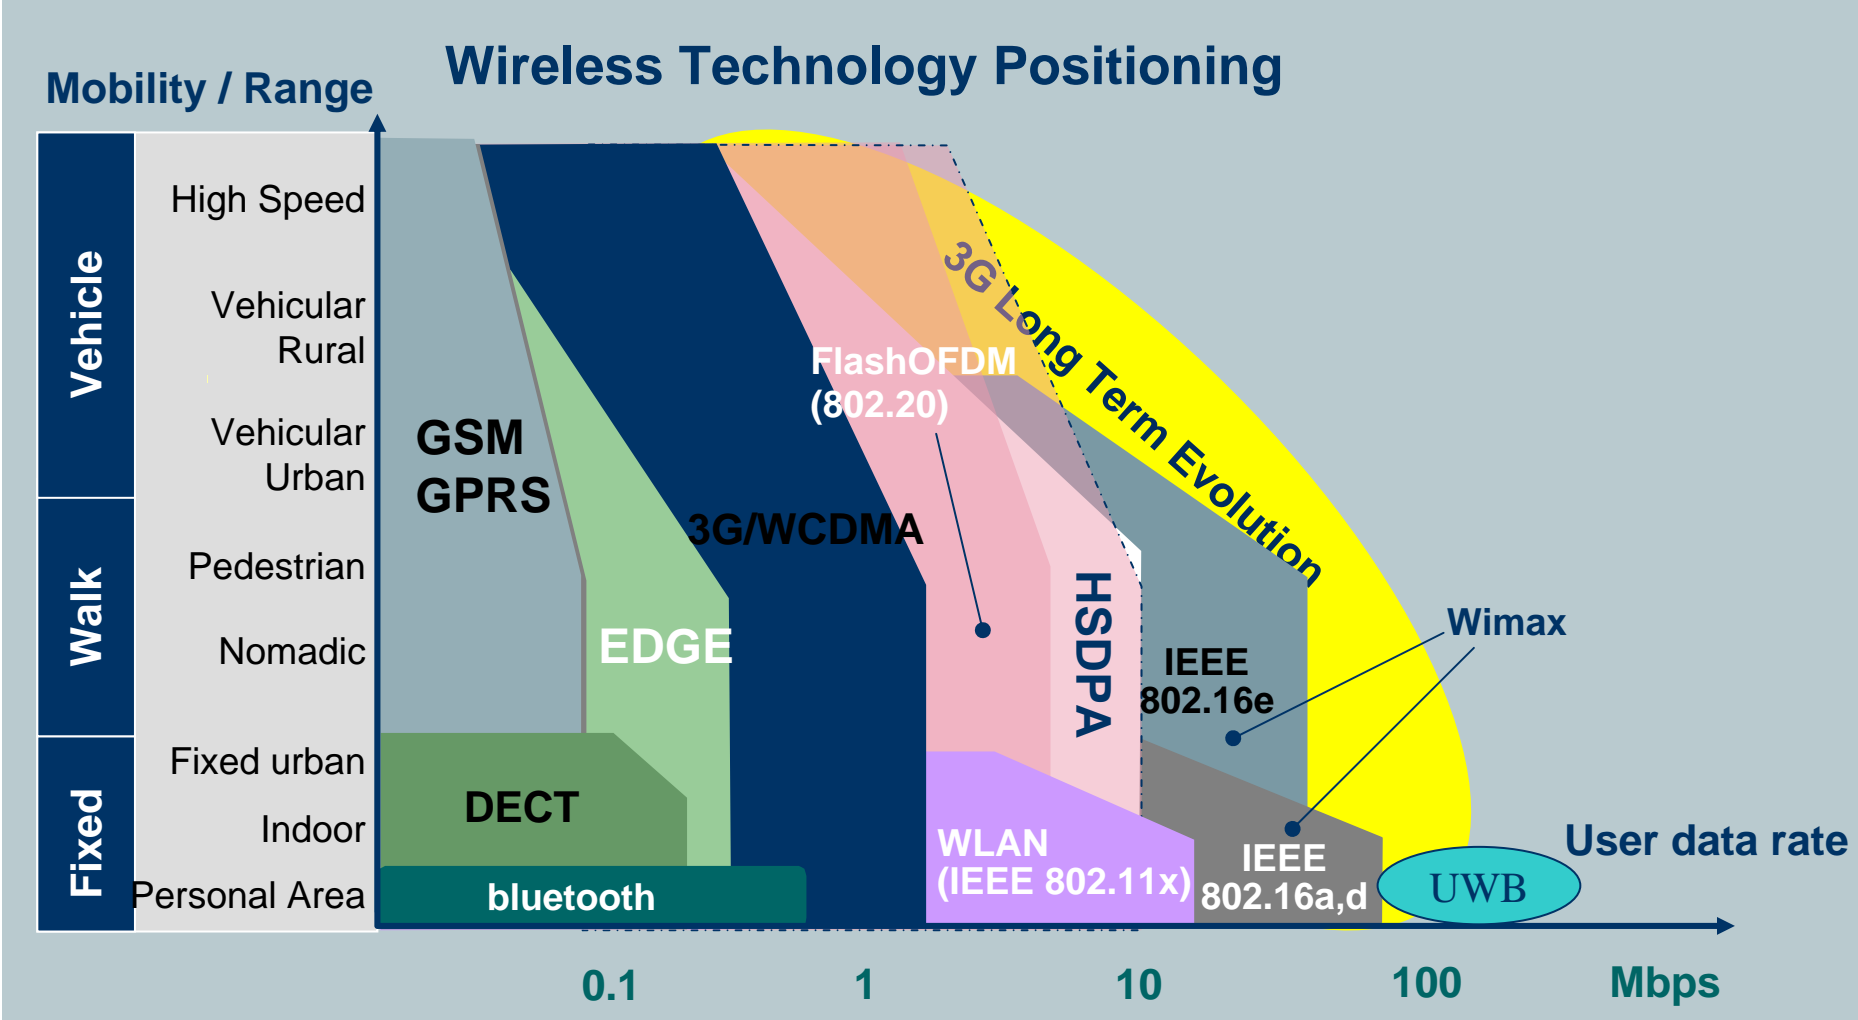 Wireless Technology Positioning
Mobility / Range
Vehicle
High Speed
Vehicular
Rural
Vehicular
Urban
Walk
Pedestrian
Nomadic
Fixed
Fixed urban
Indoor
Personal Area
GSM
GPRS
EDGE
DECT
bluetooth
3G/WCDMA
FlashOFDM
(802.20)
3G Long Term Evolution
HSDPA
IEEE
802.16e
Wimax
WLAN
(IEEE 802.11x)
IEEE
802.16a,d
UWB
User data rate
0.1
1
10
100
Mbps